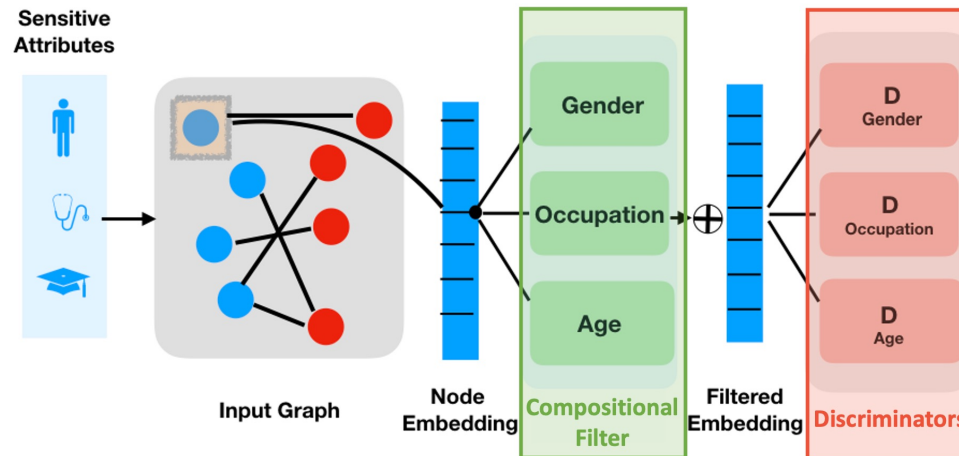 Sensitive
Attributes
Input Graph
Node
Embedding
Gender
Occupation
Age
Compositional
Filter
Filtered
Embedding
D
Gender
D
Occupation
D
Age
Discriminators